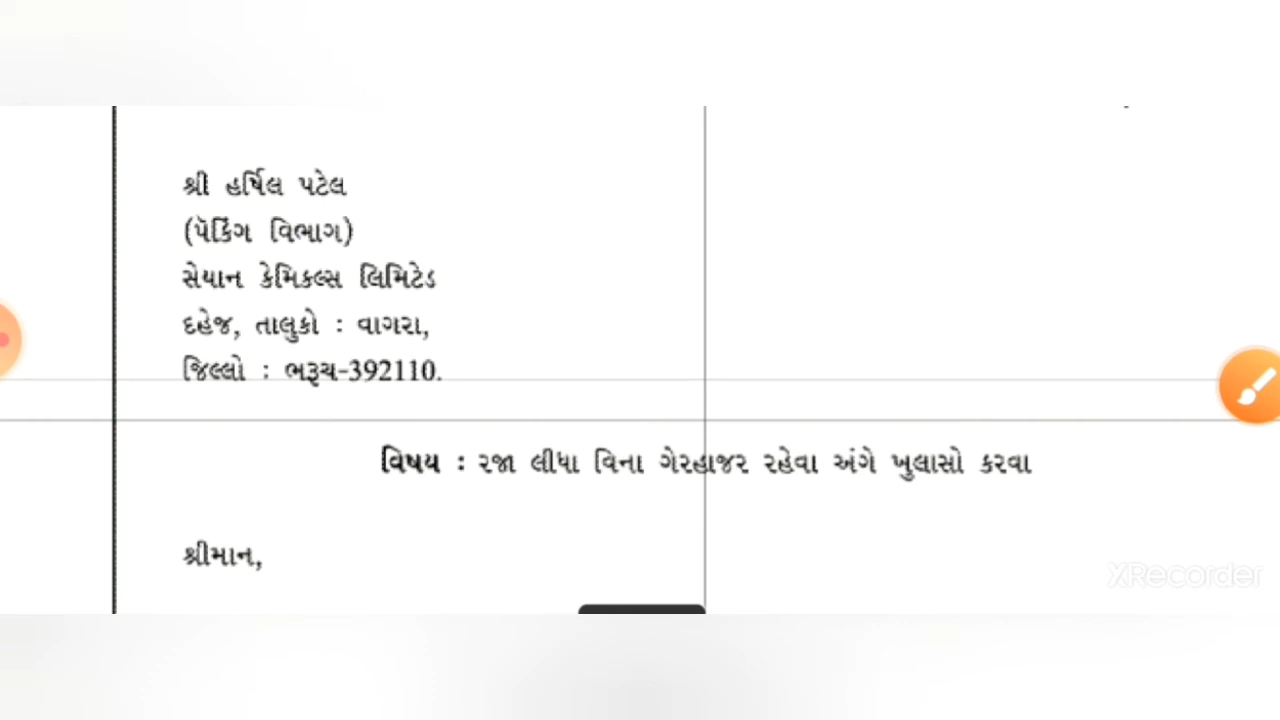 શ્રી હર્ષિલ પટેલ
(પૅકિંગ વિભાગ)
સેયાન કેમિકલ્સ લિમિટેડ
દહેજ, તાલુકો : વાગરા,
જિલ્લો : ભરૂચ-392110.
વિષય : રજા લીધા વિના ગેરહાજર રહેવા અંગે ખુલાસો કરવા
શ્રીમાન,
XRecorder